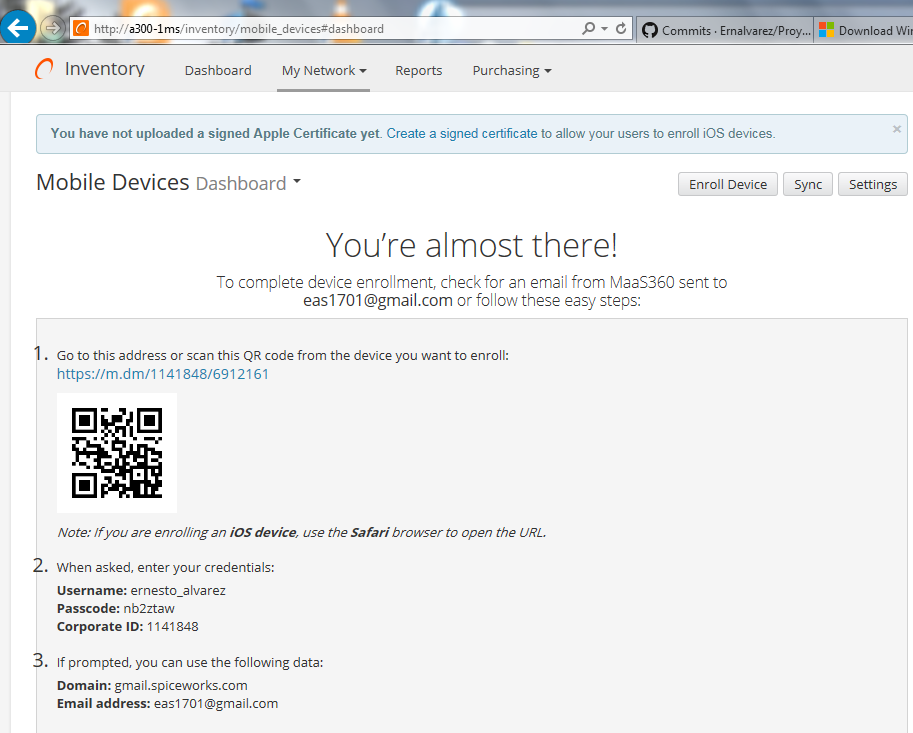 http://a300-1ms/inventory/mobile_devices#dashboard
Commits · Ernalvarez/Proy...
Download Win
Inventory
Dashboard
My Network
Reports
Purchasing
You have not uploaded a signed Apple Certificate yet. Create a signed certificate to allow your users to enroll iOS devices.
×
Mobile Devices Dashboard
Enroll Device
Sync
Settings
You’re almost there!
To complete device enrollment, check for an email from MaaS360 sent to
eas1701@gmail.com or follow these easy steps:
1. Go to this address or scan this QR code from the device you want to enroll:
https://m.dm/1141848/6912161
Note: If you are enrolling an iOS device, use the Safari browser to open the URL.
2. When asked, enter your credentials:
Username: ernesto_alvarez
Passcode: nb2ztaw
Corporate ID: 1141848
3. If prompted, you can use the following data:
Domain: gmail.spiceworks.com
Email address: eas1701@gmail.com